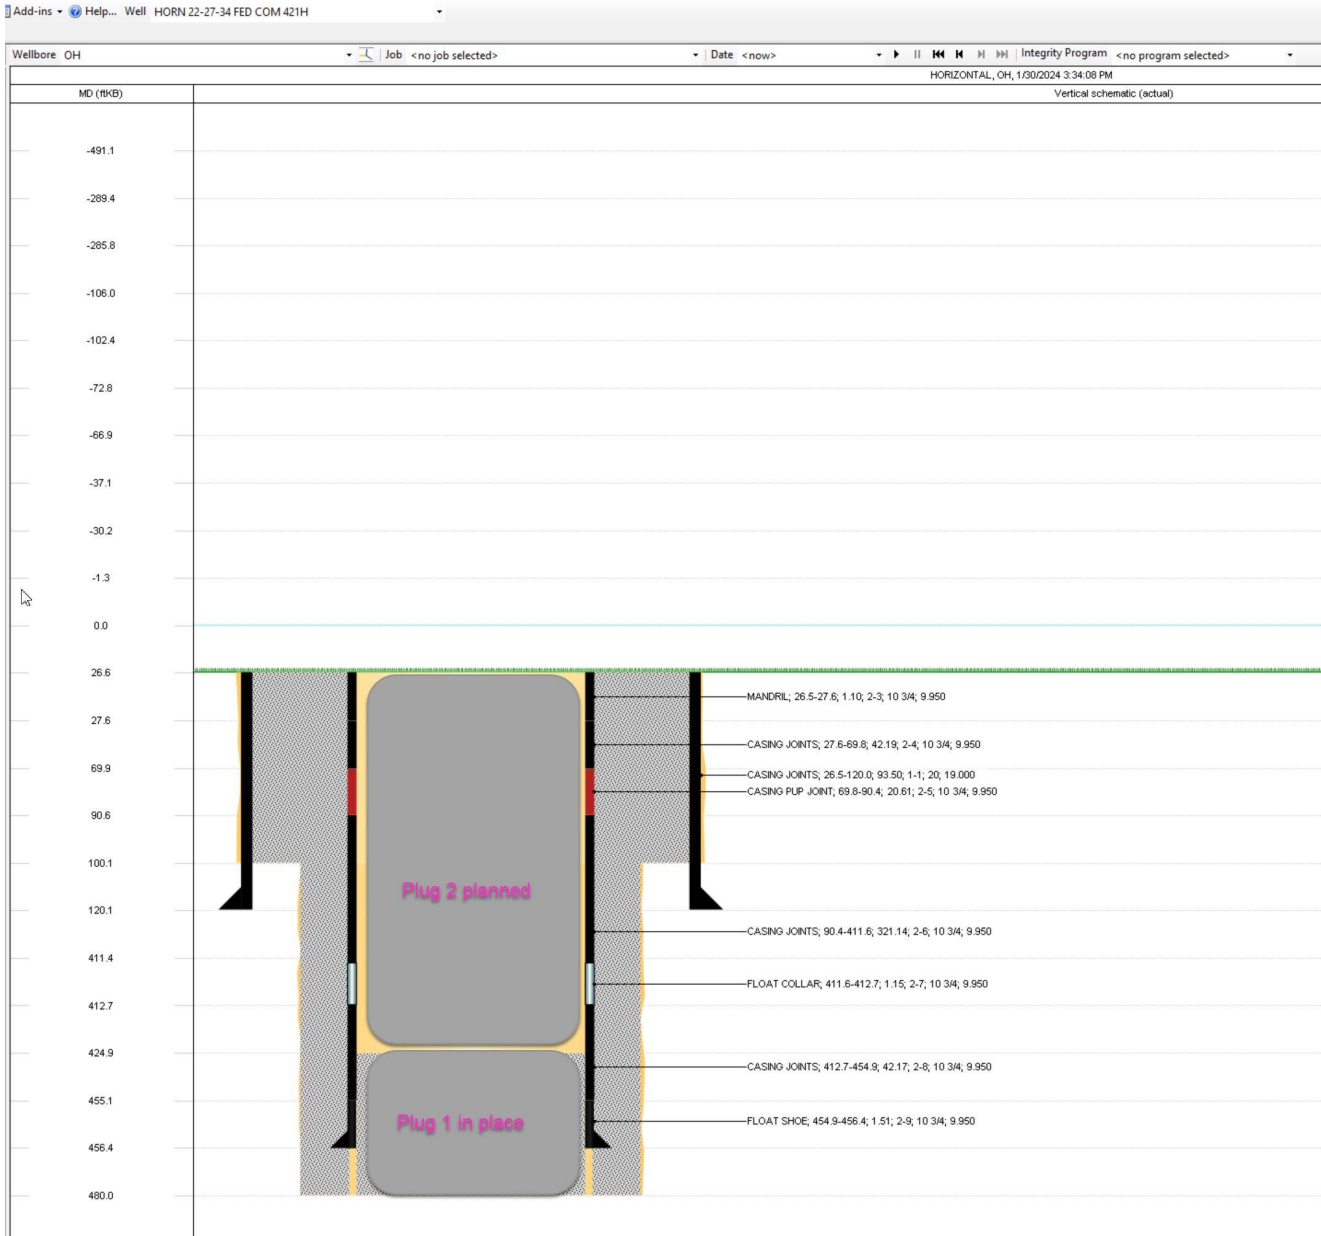 Add-ins Help... Well HORN 22-27-34 FED COM 421H
Wellbore OH Job <no job selected> Date <now> Integrity Program <no program selected>
HORIZONTAL, OH, 1/30/2024 3:34:08 PM
MD (ftKB) Vertical schematic (actual)
-491.1
-289.4
-285.8
-106.0
-102.4
-72.8
-66.9
-37.1
-30.2
-1.3
0.0
26.6
MANDRIL; 26.5-27.6; 1.10; 2-3; 10 3/4; 9.950
27.6
CASING JOINTS; 27.6-69.8; 42.19; 2-4; 10 3/4; 9.950
69.9
CASING JOINTS; 26.5-120.0; 93.50; 1-1; 20; 19.000
CASING PUP JOINT; 69.8-90.4; 20.61; 2-5; 10 3/4; 9.950
90.6
100.1
Plug 2 planned
120.1
CASING JOINTS; 90.4-411.6; 321.14; 2-6; 10 3/4; 9.950
411.4
FLOAT COLLAR; 411.6-412.7; 1.15; 2-7; 10 3/4; 9.950
412.7
424.9
CASING JOINTS; 412.7-454.9; 42.17; 2-8; 10 3/4; 9.950
455.1
Plug 1 in place
FLOAT SHOE; 454.9-456.4; 1.51; 2-9; 10 3/4; 9.950
456.4
480.0